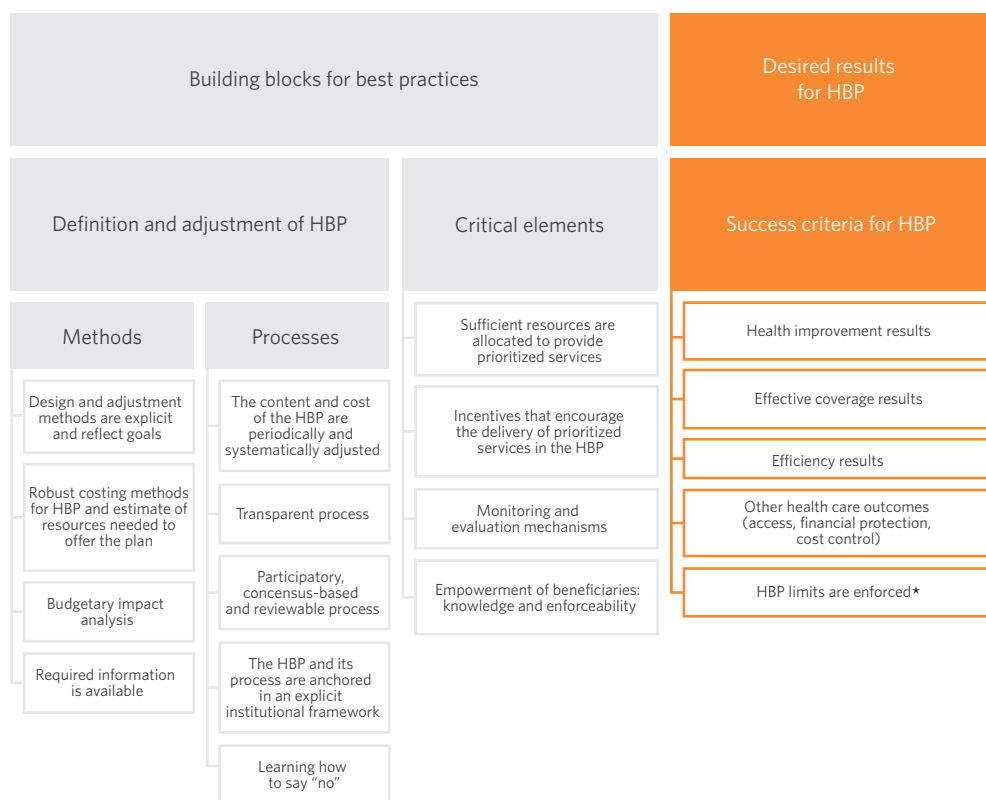 Building blocks for best practices
Desired results
for HBP
Definition and adjustment of HBP
Critical elements
Success criteria for HBP
Methods
Processes
Design and adjustment
methods are explicit
and reflect goals
Robust costing methods
for HBP and estimate of
resources needed to
offer the plan
Budgetary impact
analysis
Required information
is available
The content and cost
of the HBP are
periodically and
systematically adjusted
Transparent process
Participatory,
concensus-based
and reviewable process
The HBP and its
process are anchored
in an explicit
institutional framework
Learning how
to say “no”
Sufficient resources are
allocated to provide
prioritized services
Incentives that encourage
the delivery of prioritized
services in the HBP
Monitoring and
evaluation mechanisms
Empowerment of beneficiaries:
knowledge and enforceability
Health improvement results
Effective coverage results
Efficiency results
Other health care outcomes
(access, financial protection,
cost control)
HBP limits are enforced★